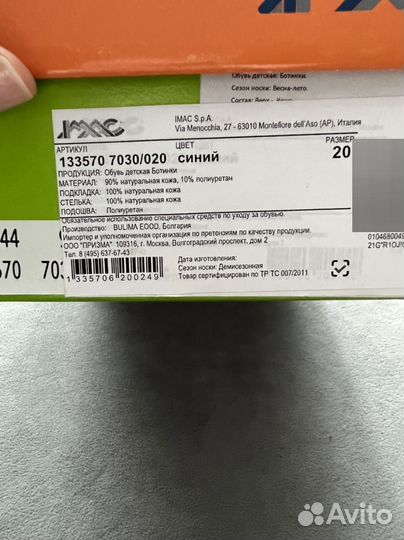 Обувь детская: Ботинки.
Сезон носки: Весна-лето.
IMAC
IMAC S.p.A.
Via Menocchia, 27 - 63010 Montefiore dell'Aso (AP), Италия
АРТИКУЛ ЦВЕТ РАЗМЕР
133570 7030/020 СИНИЙ 20
ПРОДУКЦИЯ: Обувь детская Ботинки
МАТЕРИАЛ: 90% натуральная кожа, 10% полиуретан
ПОДКЛАДКА: 100% натуральная кожа
СТЕЛЬКА: 100% натуральная кожа
ПОДОШВА: Полиуретан
Обязательное использование специальных средств по уходу за обувью.
Производство: BULIMA EOOD, Болгария
Импортер и уполномоченная организация по претензиям по качеству продукции.
ООО "ПРИЗМА" 109316, г. Москва, Волгоградский проспект, дом 2
Тел. 8 (495) 637-67-43
Сезон носки: Демисезонная
Товар сертифицирован по ТР ТС 007/2011
1335706200249
0104680049
44
570 703
Avito